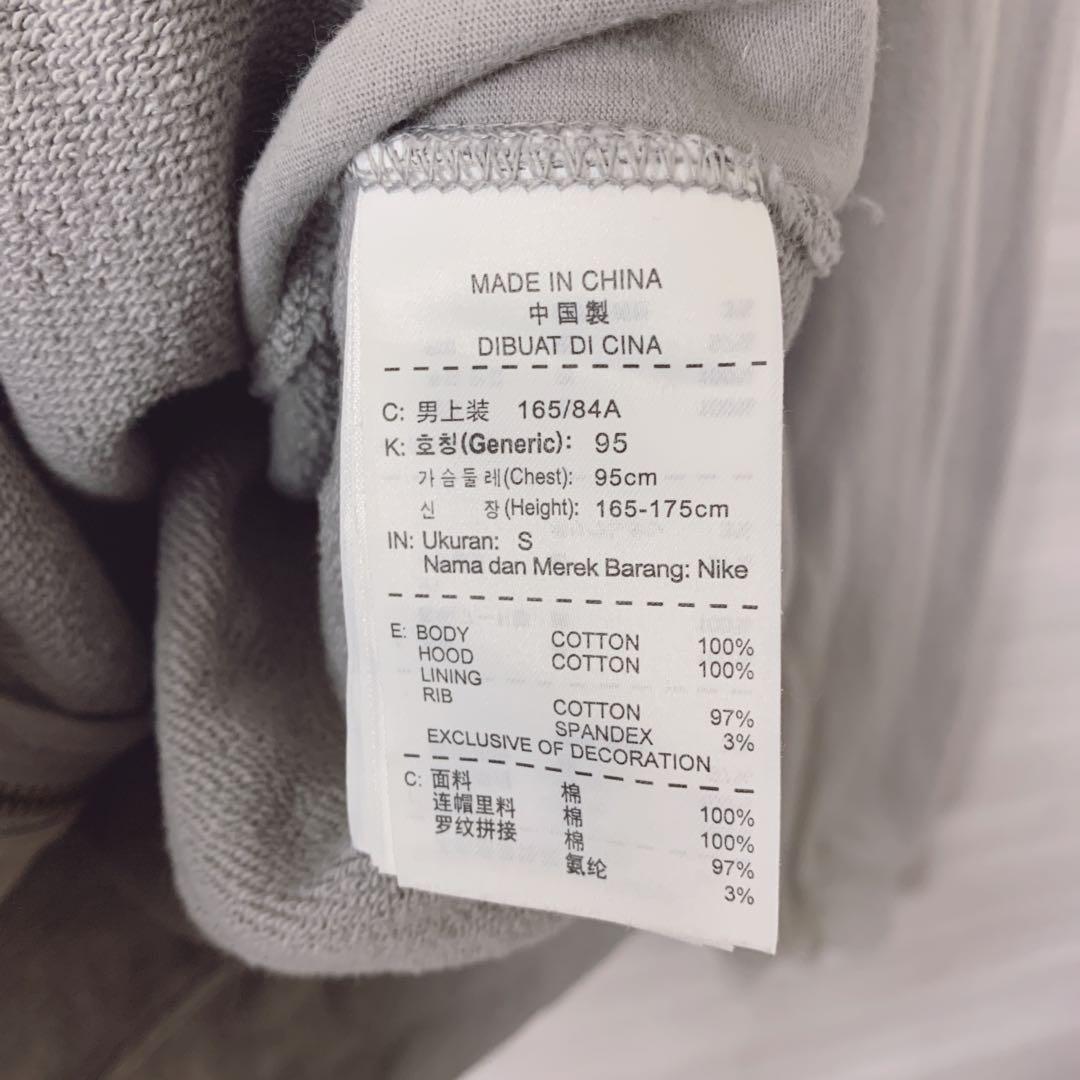 MADE IN CHINA
中国製
DIBUAT DI CINA
C: 男上装 165/84A
K: 호칭(Generic): 95
가슴둘레(Chest): 95cm
신 장(Height): 165-175cm
IN: Ukuran: S
Nama dan Merek Barang: Nike
E: BODY COTTON 100%
HOOD COTTON 100%
LINING
RIB COTTON 97%
SPANDEX 3%
EXCLUSIVE OF DECORATION
C: 面料 棉 100%
连帽里料 棉 100%
罗纹拼接 棉 97%
氨纶 3%